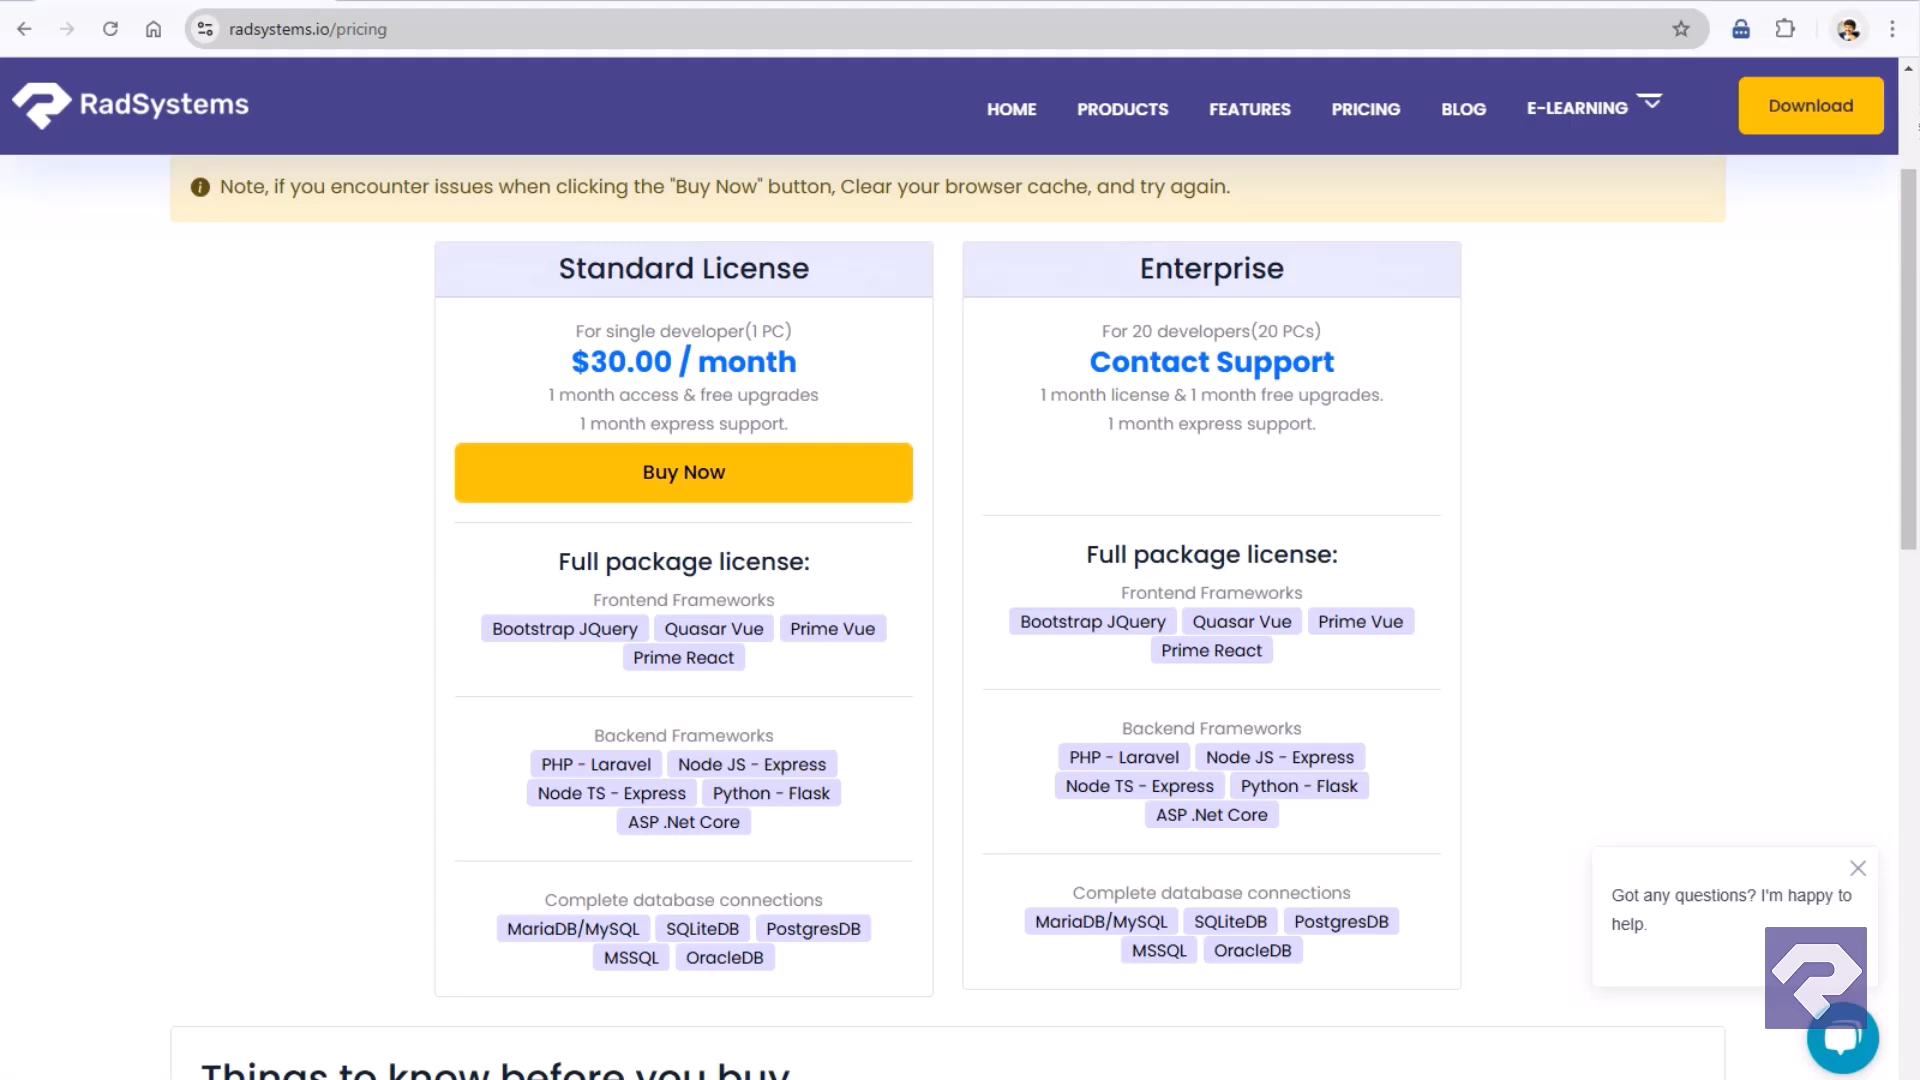 radsystems.io/pricing
RadSystems
HOME PRODUCTS FEATURES PRICING BLOG E-LEARNING Download
Note, if you encounter issues when clicking the "Buy Now" button, Clear your browser cache, and try again.
Standard License
For single developer(1 PC)
$30.00 / month
1 month access & free upgrades
1 month express support.
Buy Now
Full package license:
Frontend Frameworks
Bootstrap JQuery Quasar Vue Prime Vue
Prime React
Backend Frameworks
PHP - Laravel Node JS - Express
Node TS - Express Python - Flask
ASP .Net Core
Complete database connections
MariaDB/MySQL SQLiteDB PostgresDB
MSSQL OracleDB
Enterprise
For 20 developers(20 PCs)
Contact Support
1 month license & 1 month free upgrades.
1 month express support.
Full package license:
Frontend Frameworks
Bootstrap JQuery Quasar Vue Prime Vue
Prime React
Backend Frameworks
PHP - Laravel Node JS - Express
Node TS - Express Python - Flask
ASP .Net Core
Complete database connections
MariaDB/MySQL SQLiteDB PostgresDB
MSSQL OracleDB
Got any questions? I'm happy to
help.
Things to know before you buy